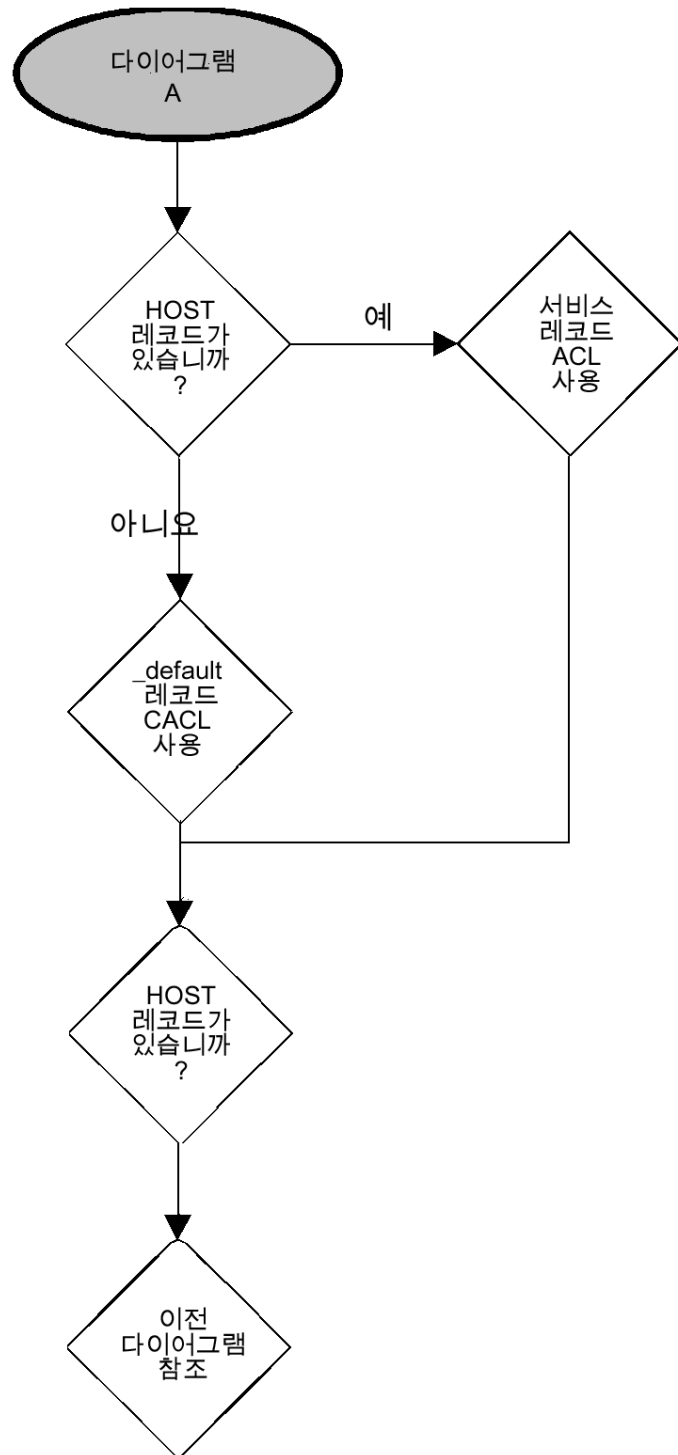 다이어그램
A
HOST
레코드가
있습니까
?
예
서비스
레코드
ACL
사용
아니요
_default
레코드
CACL
사용
HOST
레코드가
있습니까
?
이전
다이어그램
참조